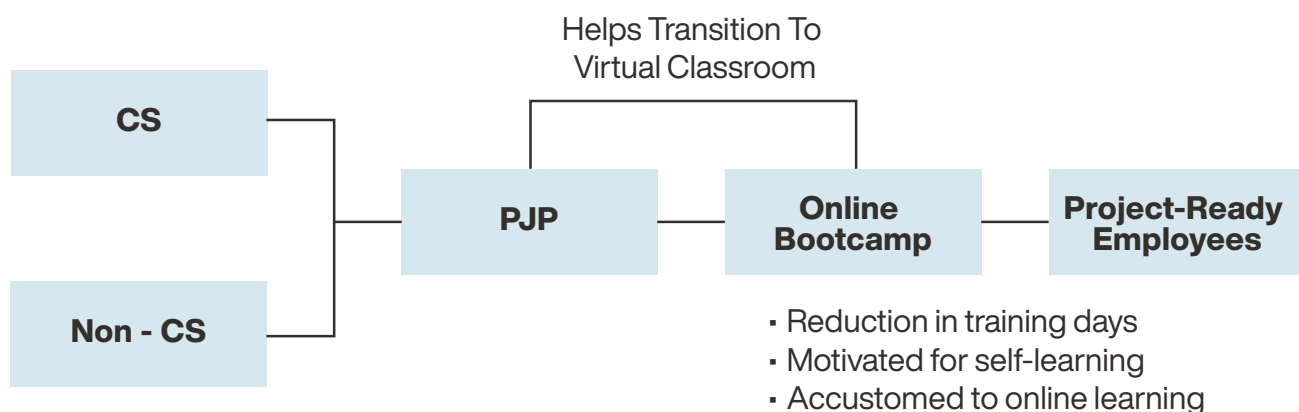 Helps Transition To
Virtual Classroom
CS
PJP
Online
Bootcamp
Project-Ready
Employees
Non - CS
▪ Reduction in training days
▪ Motivated for self-learning
▪ Accustomed to online learning